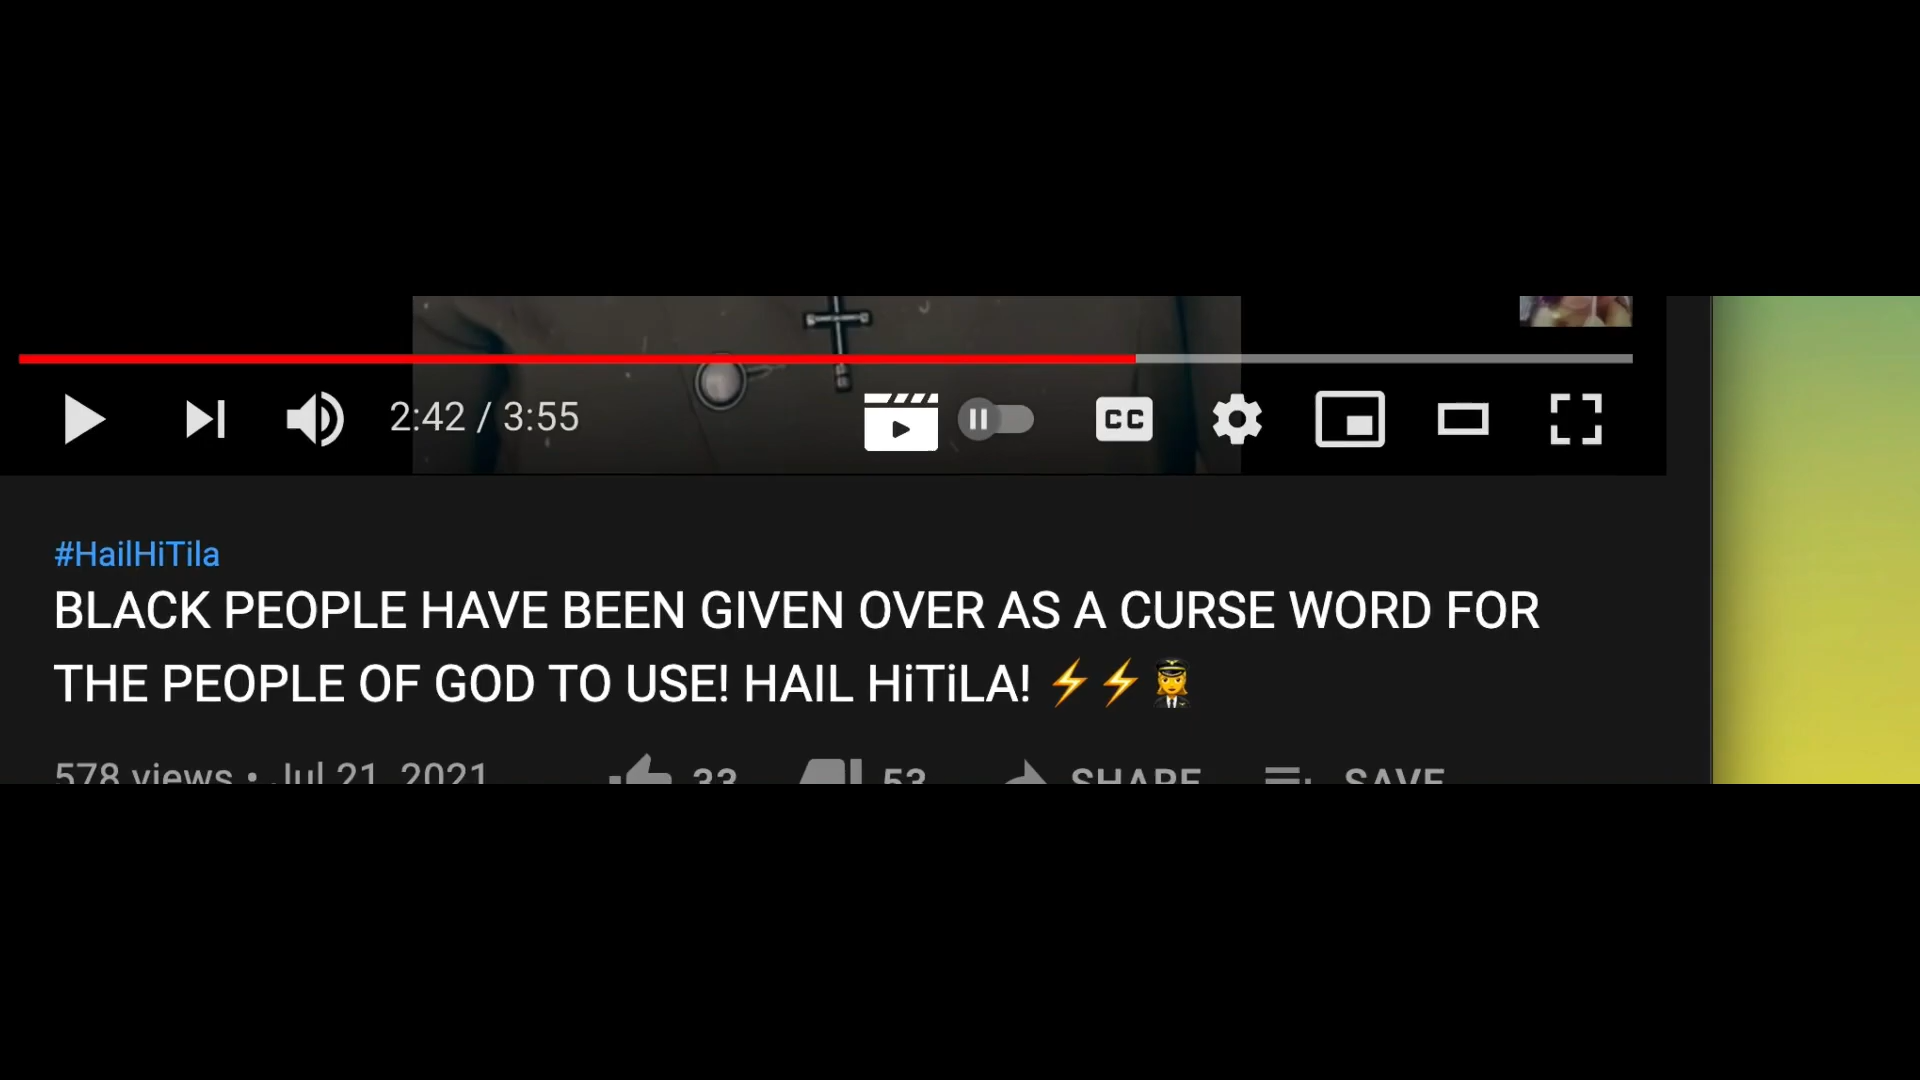 2:42 / 3:55
CC
#HailHiTila
BLACK PEOPLE HAVE BEEN GIVEN OVER AS A CURSE WORD FOR
THE PEOPLE OF GOD TO USE! HAIL HiTiLA! ⚡⚡👩‍✈️
578 views • Jul 21, 2021 33 53 SHARE SAVE